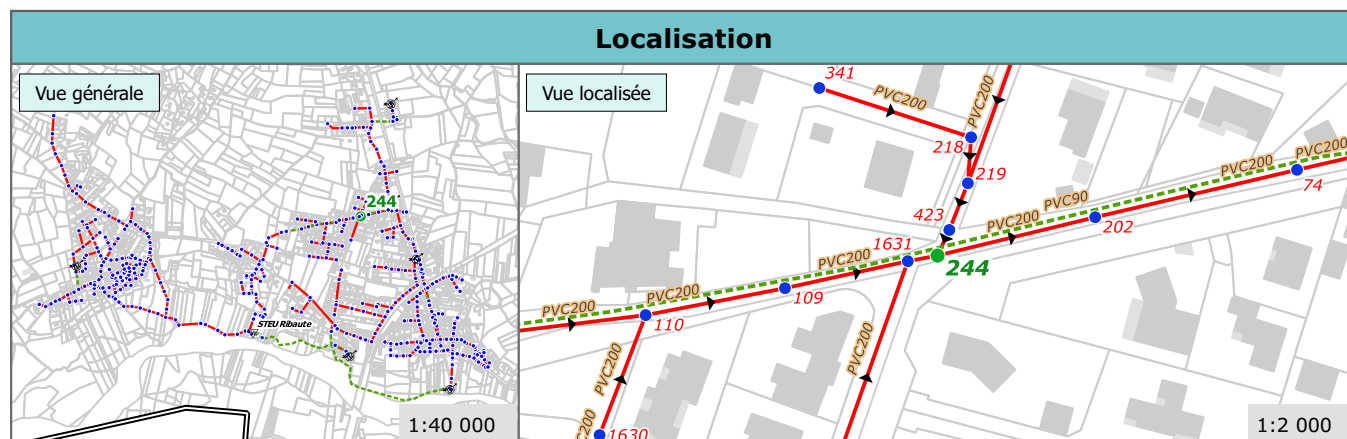 Localisation
Vue générale
244
STEU Ribaute
1:40 000
Vue localisée
341
PVC200
PVC200
218
219
423
1631
244
PVC200
PVC90
202
PVC200
PVC200
74
PVC200
PVC200
PVC200
109
110
PVC200
PVC200
C200
1630
1:2 000